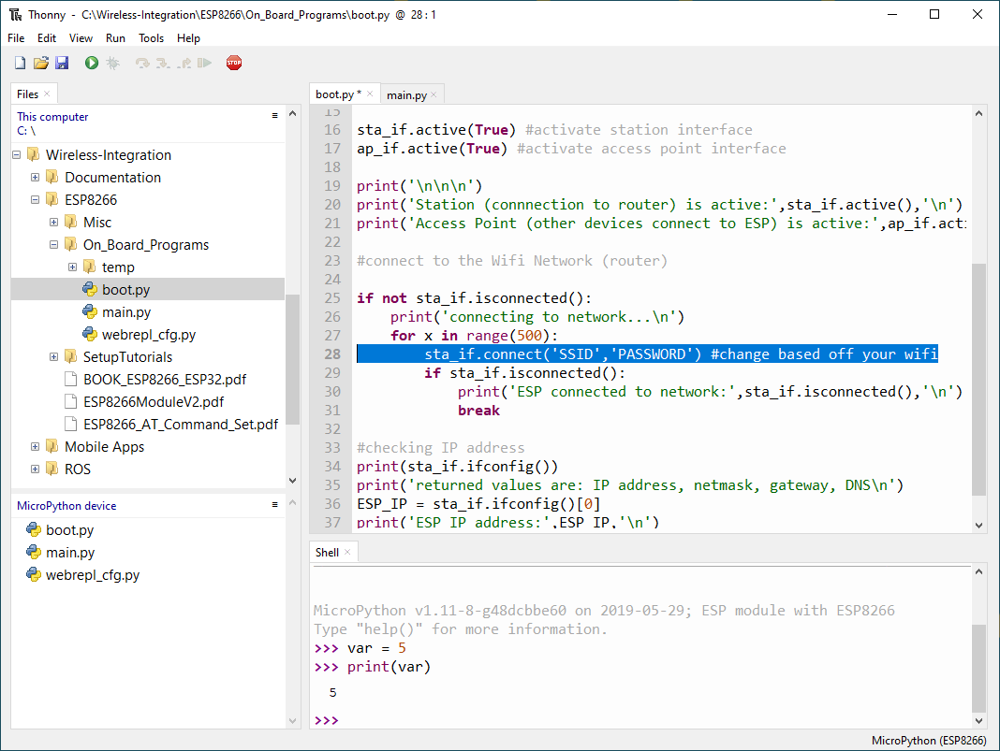 Thonny - C:\Wireless-Integration\ESP8266\On_Board_Programs\boot.py @ 28 : 1
File Edit View Run Tools Help
STOP
Files
This computer
C: \
Wireless-Integration
Documentation
ESP8266
Misc
On_Board_Programs
temp
boot.py
main.py
webrepl_cfg.py
SetupTutorials
BOOK_ESP8266_ESP32.pdf
ESP8266ModuleV2.pdf
ESP8266_AT_Command_Set.pdf
Mobile Apps
ROS
MicroPython device
boot.py
main.py
webrepl_cfg.py
boot.py * main.py
15
16 sta_if.active(True) #activate station interface
17 ap_if.active(True) #activate access point interface
18
19 print('\n\n\n')
20 print('Station (connnection to router) is active:',sta_if.active(),'\n')
21 print('Access Point (other devices connect to ESP) is active:',ap_if.acti
22
23 #connect to the Wifi Network (router)
24
25 if not sta_if.isconnected():
26 print('connecting to network...\n')
27 for x in range(500):
28 sta_if.connect('SSID','PASSWORD') #change based off your wifi
29 if sta_if.isconnected():
30 print('ESP connected to network:',sta_if.isconnected(),'\n')
31 break
32
33 #checking IP address
34 print(sta_if.ifconfig())
35 print('returned values are: IP address, netmask, gateway, DNS\n')
36 ESP_IP = sta_if.ifconfig()[0]
37 print('ESP IP address:',ESP_IP,'\n')
Shell
MicroPython v1.11-8-g48dcbbe60 on 2019-05-29; ESP module with ESP8266
Type "help()" for more information.
>>> var = 5
>>> print(var)
5
>>>
MicroPython (ESP8266)